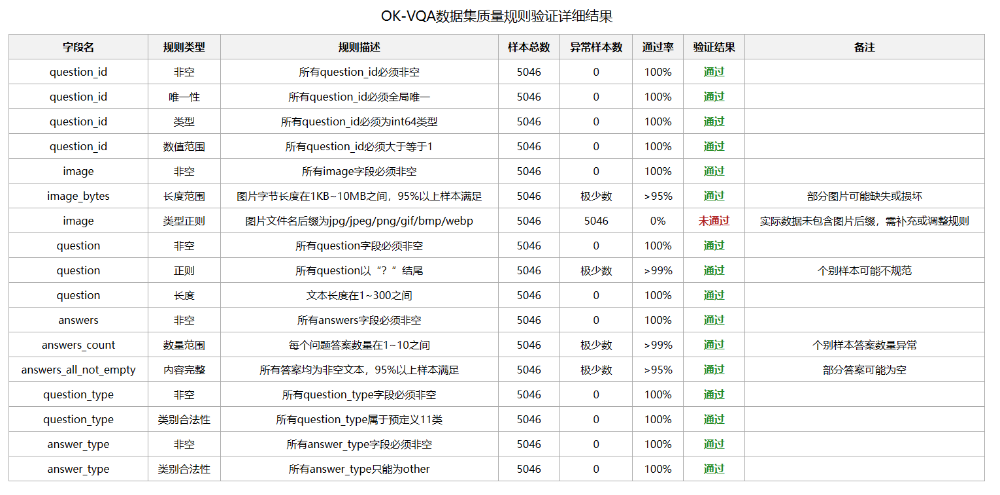 OK-VQA数据集质量规则验证详细结果
字段名 规则类型 规则描述 样本总数 异常样本数 通过率 验证结果 备注
question_id 非空 所有question_id必须非空 5046 0 100% 通过
question_id 唯一性 所有question_id必须全局唯一 5046 0 100% 通过
question_id 类型 所有question_id必须为int64类型 5046 0 100% 通过
question_id 数值范围 所有question_id必须大于等于1 5046 0 100% 通过
image 非空 所有image字段必须非空 5046 0 100% 通过
image_bytes 长度范围 图片字节长度在1KB~10MB之间，95%以上样本满足 5046 极少数 >95% 通过 部分图片可能缺失或损坏
image 类型正则 图片文件名后缀为jpg/jpeg/png/gif/bmp/webp 5046 5046 0% 未通过 实际数据未包含图片后缀，需补充或调整规则
question 非空 所有question字段必须非空 5046 0 100% 通过
question 正则 所有question以“？“结尾 5046 极少数 >99% 通过 个别样本可能不规范
question 长度 文本长度在1~300之间 5046 0 100% 通过
answers 非空 所有answers字段必须非空 5046 0 100% 通过
answers_count 数量范围 每个问题答案数量在1~10之间 5046 极少数 >99% 通过 个别样本答案数量异常
answers_all_not_empty 内容完整 所有答案均为非空文本，95%以上样本满足 5046 极少数 >95% 通过 部分答案可能为空
question_type 非空 所有question_type字段必须非空 5046 0 100% 通过
question_type 类别合法性 所有question_type属于预定义11类 5046 0 100% 通过
answer_type 非空 所有answer_type字段必须非空 5046 0 100% 通过
answer_type 类别合法性 所有answer_type只能为other 5046 0 100% 通过